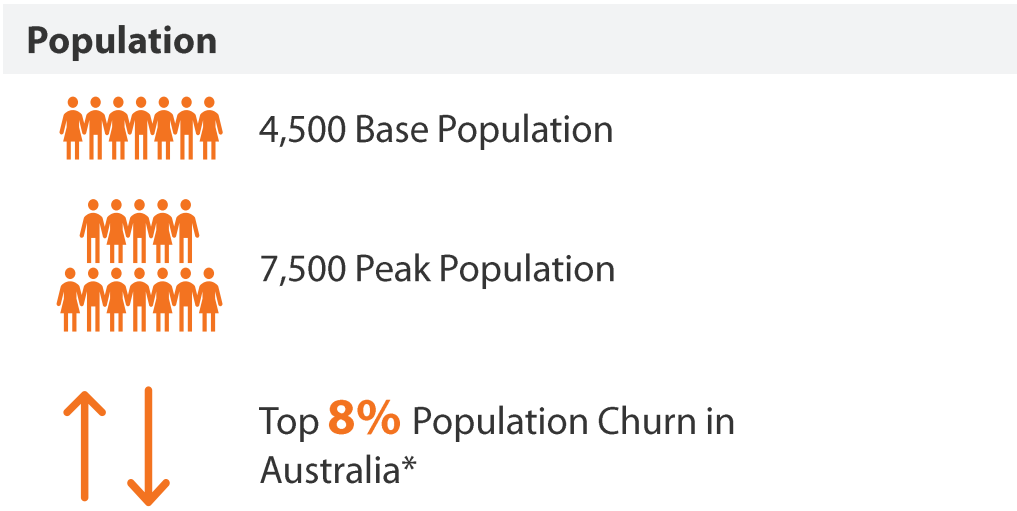 Population
4,500 Base Population
7,500 Peak Population
Top 8% Population Churn in
Australia*